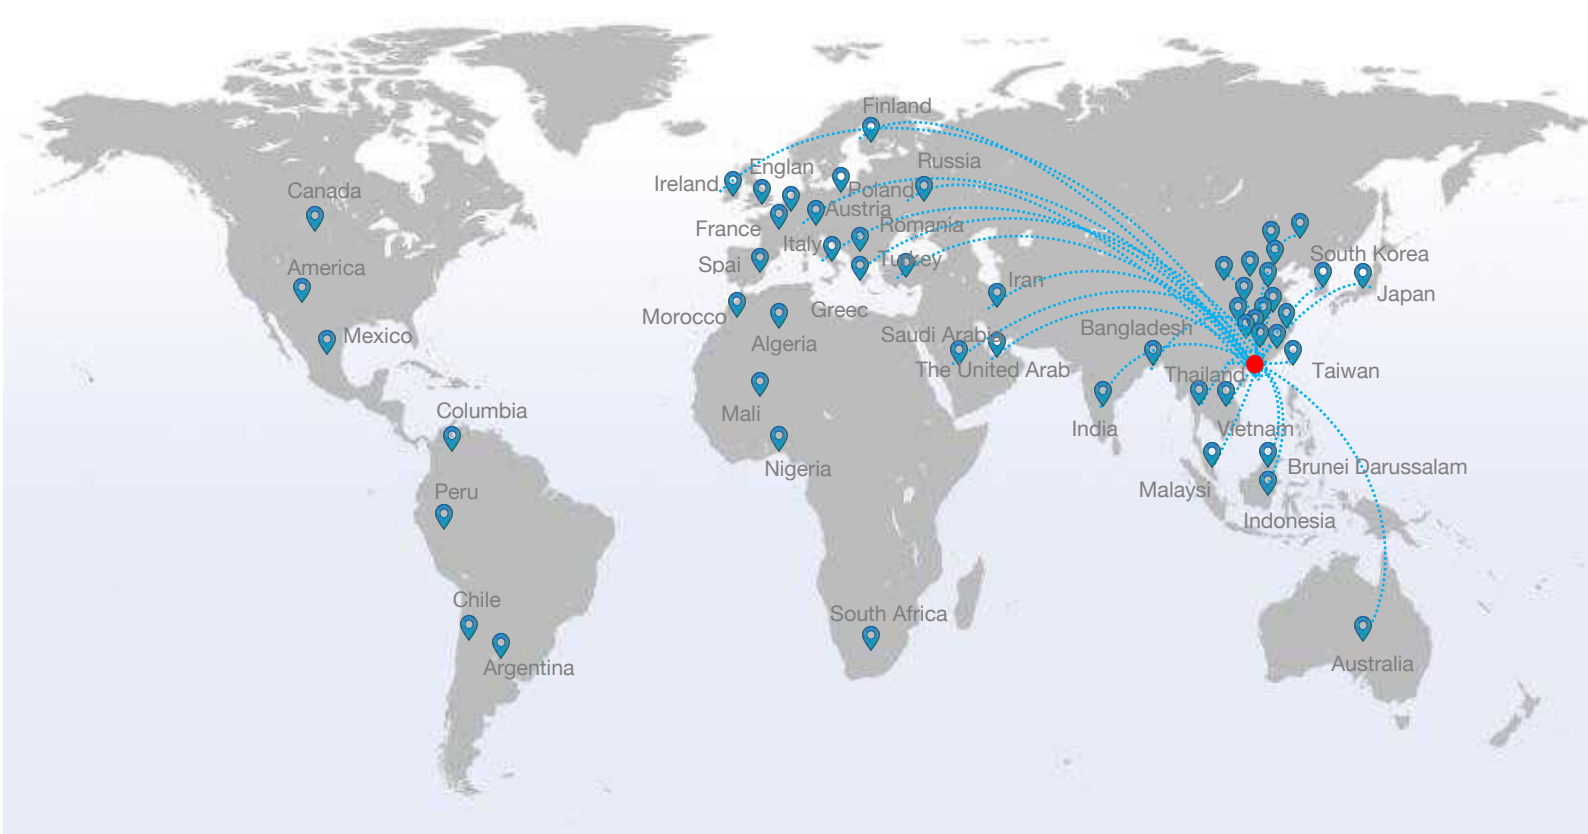 Finland
Englan
Russia
Ireland
Poland
Canada
Austria
France
Romania
Italy
South Korea
America
Spai
Turkey
Iran
Japan
Morocco
Greec
Mexico
Algeria
Saudi Arabia
Bangladesh
The United Arab
Thailand
Taiwan
Columbia
Mali
India
Vietnam
Nigeria
Brunei Darussalam
Peru
Malaysi
Indonesia
Chile
South Africa
Argentina
Australia